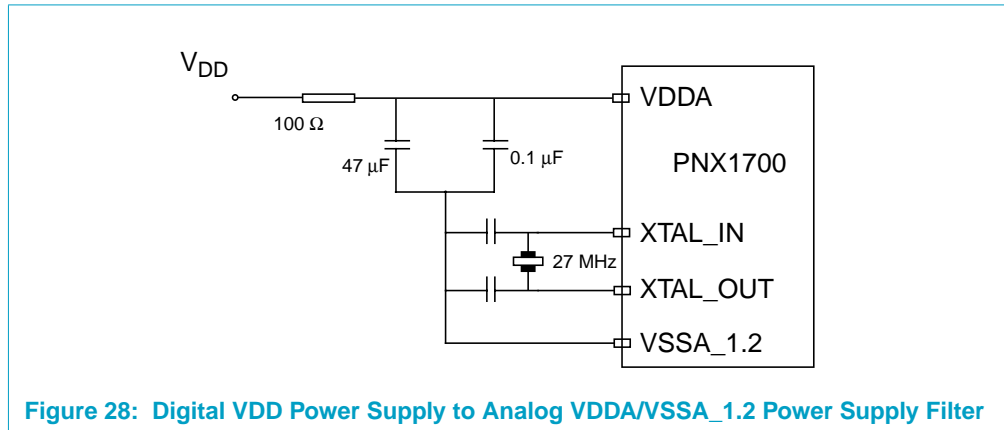 VDD
100 Ω
47 μF
0.1 μF
VDDA
PNX1700
XTAL_IN
27 MHz
XTAL_OUT
VSSA_1.2
Figure 28: Digital VDD Power Supply to Analog VDDA/VSSA_1.2 Power Supply Filter